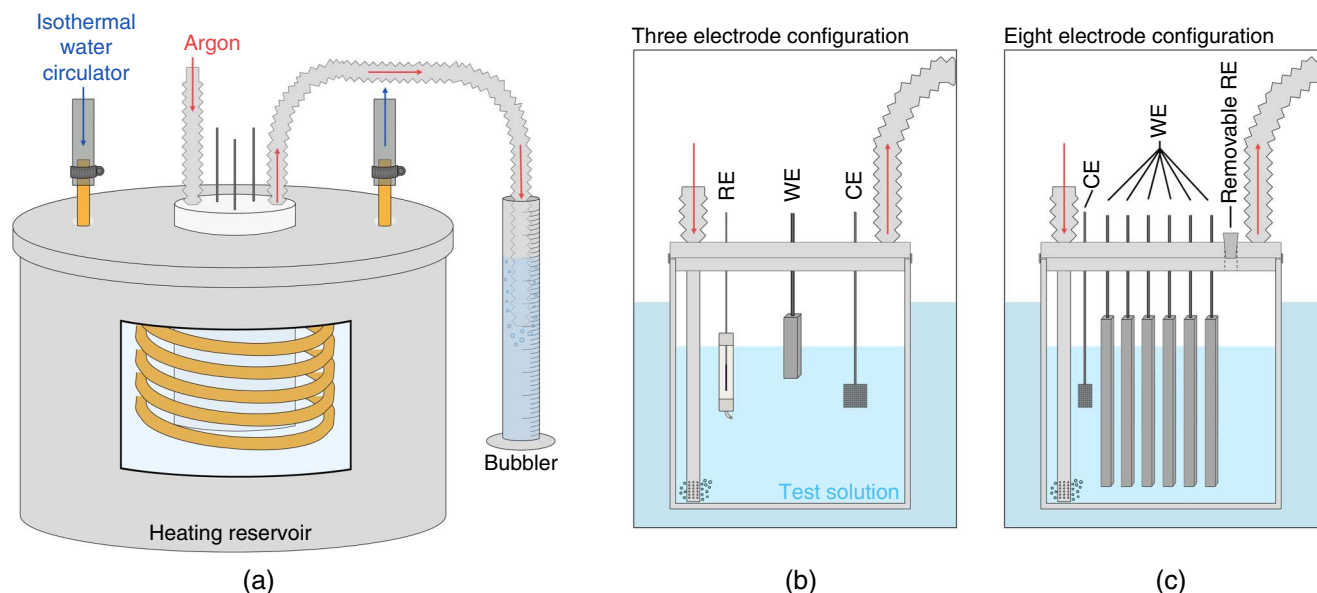 Isothermal
water
circulator
Argon
Bubbler
Heating reservoir
(a)
Three electrode configuration
RE
WE
CE
Test solution
(b)
Eight electrode configuration
CE
WE
Removable RE
(c)